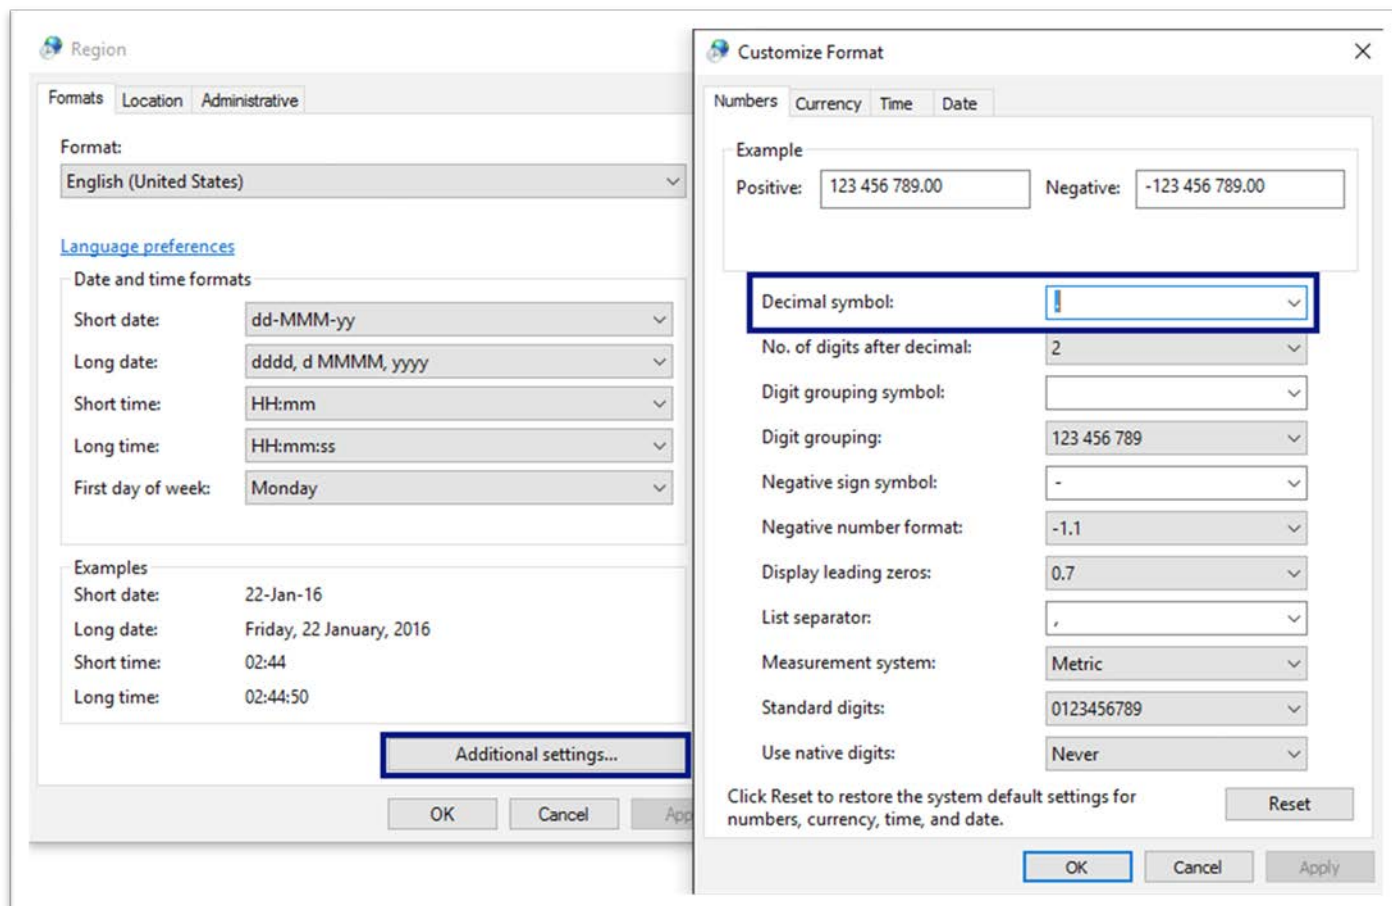 Region
Formats Location Administrative
Format:
English (United States)
Language preferences
Date and time formats
Short date: dd-MMM-yy
Long date: dddd, d MMMM, yyyy
Short time: HH:mm
Long time: HH:mm:ss
First day of week: Monday
Examples
Short date: 22-Jan-16
Long date: Friday, 22 January, 2016
Short time: 02:44
Long time: 02:44:50
Additional settings...
OK Cancel App
Customize Format
Numbers Currency Time Date
Example
Positive: 123 456 789.00 Negative: -123 456 789.00
Decimal symbol: .
No. of digits after decimal: 2
Digit grouping symbol:
Digit grouping: 123 456 789
Negative sign symbol: -
Negative number format: -1.1
Display leading zeros: 0.7
List separator: ,
Measurement system: Metric
Standard digits: 0123456789
Use native digits: Never
Click Reset to restore the system default settings for
numbers, currency, time, and date.
Reset
OK Cancel Apply